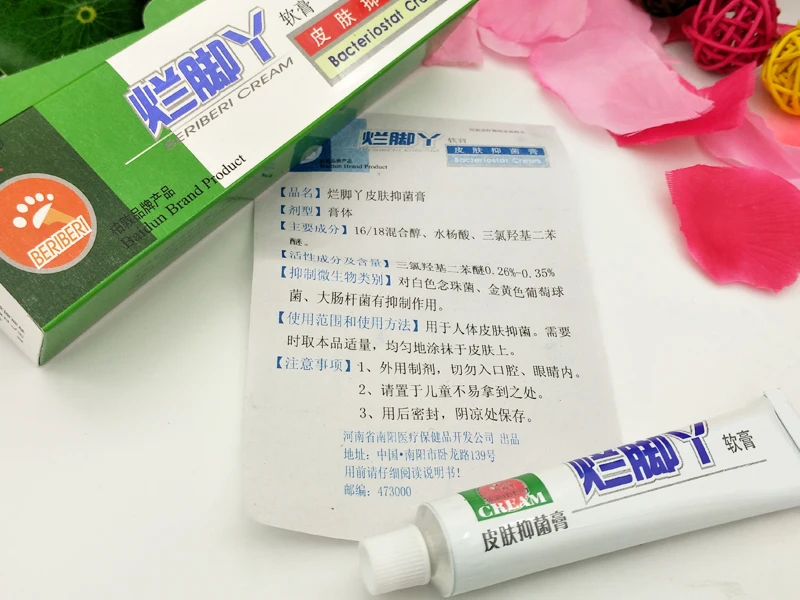 烂脚丫
软膏
皮肤抑
BERIBERI CREAM
Bacteriostat Cre
BERIBERI
品牌产品
Baidun Brand Product
烂脚丫
软膏
皮肤抑菌膏
Bacteriostat Cream
品牌产品
Baidun Brand Product
【品名】烂脚丫皮肤抑菌膏
【剂型】膏体
【主要成分】16/18混合醇、水杨酸、三氯羟基二苯
醚。
【活性成分及含量】三氯羟基二苯醚0.26%-0.35%
【抑制微生物类别】对白色念珠菌、金黄色葡萄球
菌、大肠杆菌有抑制作用。
【使用范围和使用方法】用于人体皮肤抑菌。需要
时取本品适量，均匀地涂抹于皮肤上。
【注意事项】1、外用制剂，切勿入口腔、眼睛内。
2、请置于儿童不易拿到之处。
3、用后密封，阴凉处保存。
河南省南阳医疗保健品开发公司 出品
地址：中国•南阳市卧龙路139号
用前请仔细阅读说明书!
邮编：473000
烂脚丫
软膏
CREAM
皮肤抑菌膏